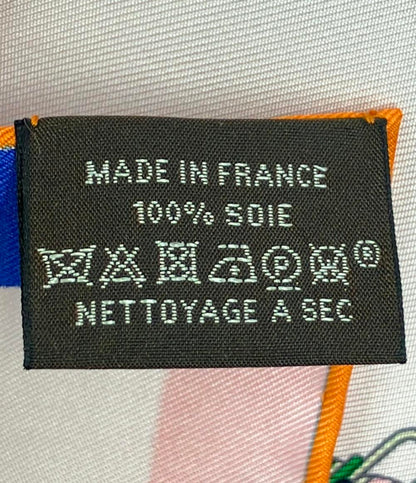 MADE IN FRANCE
100% SOIE
P W ®
NETTOYAGE À SEC